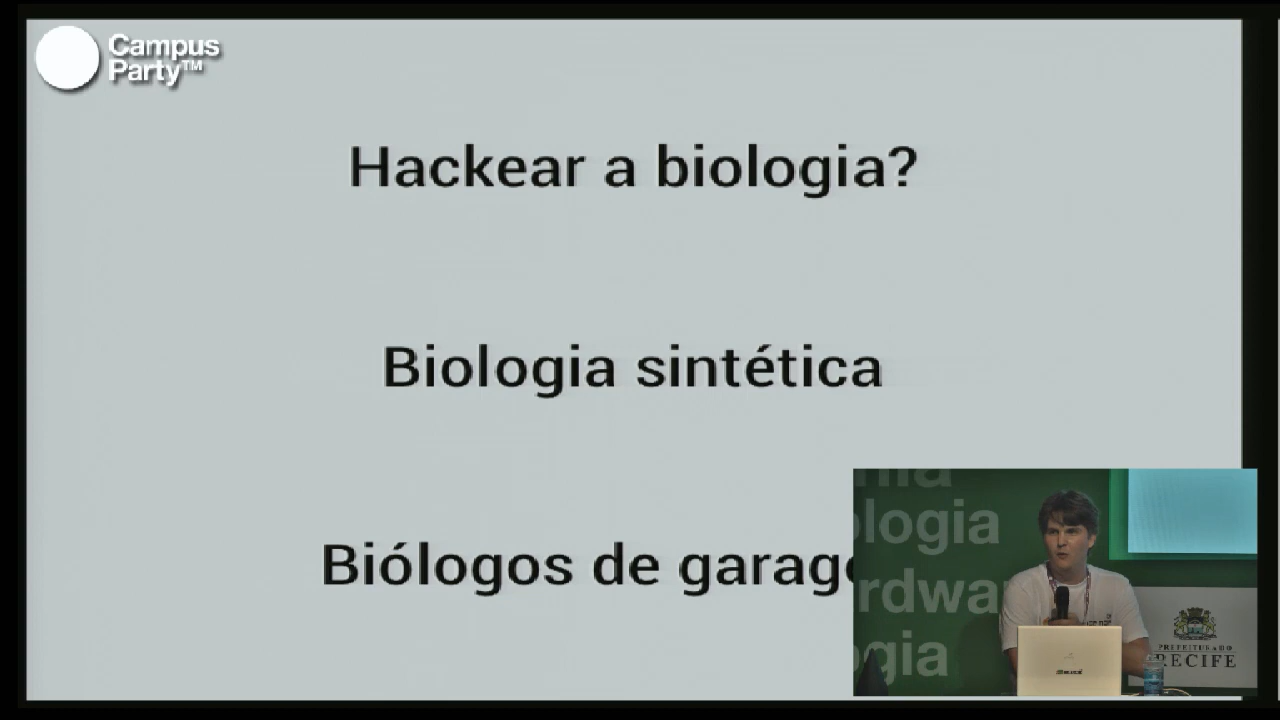 Campus
Party™
Hackear a biologia?
Biologia sintética
Biólogos de garag
ologia
rdwa
ogia
PREFEITURA DO
RECIFE